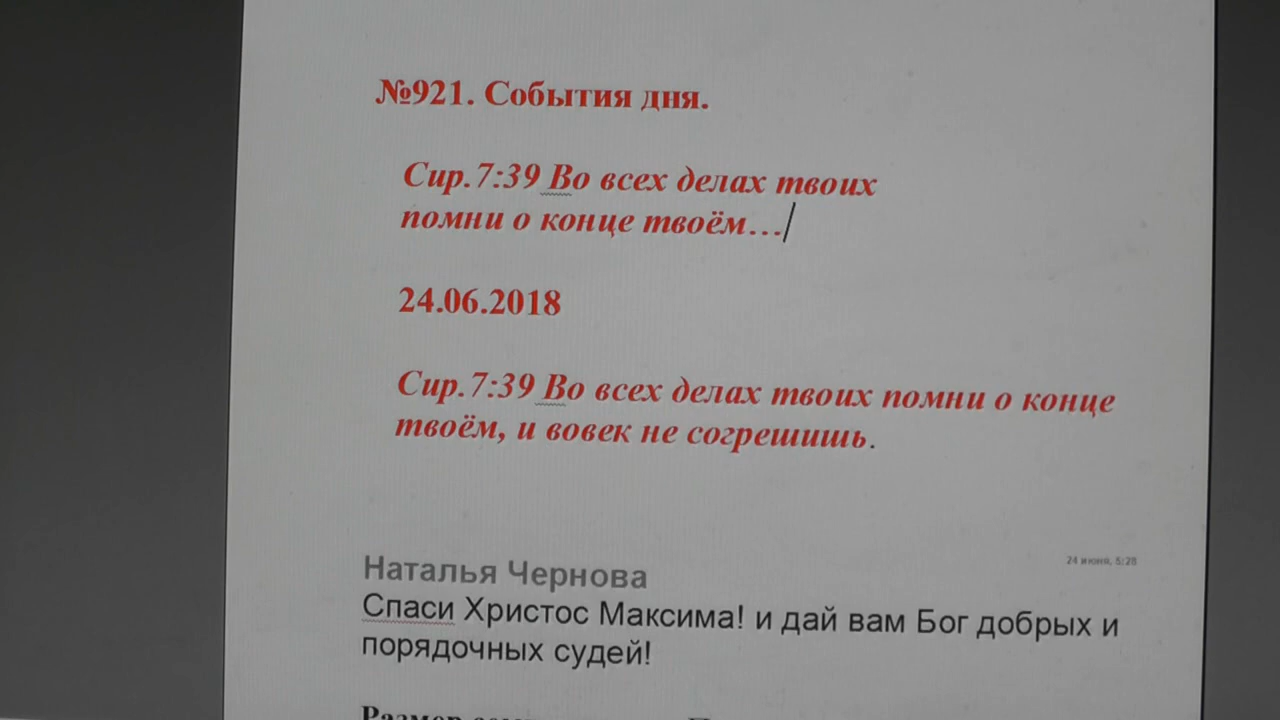 №921. События дня.
Сир.7:39 Во всех делах твоих
помни о конце твоём…
24.06.2018
Сир.7:39 Во всех делах твоих помни о конце
твоём, и вовек не согрешишь.
24 июня, 5:28
Наталья Чернова
Спаси Христос Максима! и дай вам Бог добрых и
порядочных судей!